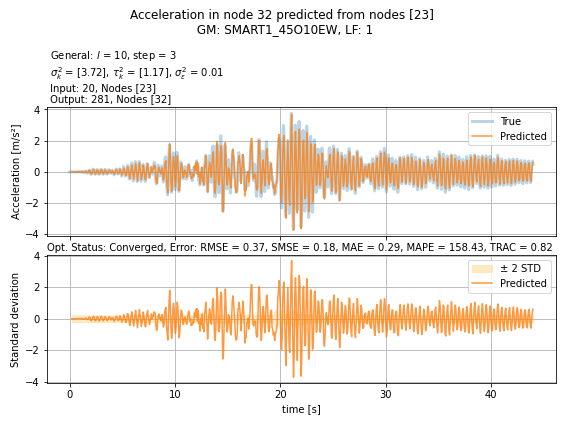 Acceleration in node 32 predicted from nodes [23]
GM: SMART1_45O10EW, LF: 1
General: l = 10, step = 3
σ²ₖ = [3.72], τ²ₖ = [1.17], σ²ε = 0.01
Input: 20, Nodes [23]
Output: 281, Nodes [32]
4
2
0
−2
−4
Acceleration [m/s²]
True
Predicted
Opt. Status: Converged, Error: RMSE = 0.37, SMSE = 0.18, MAE = 0.29, MAPE = 158.43, TRAC = 0.82
4
2
0
−2
−4
Standard deviation
± 2 STD
Predicted
0 10 20 30 40
time [s]